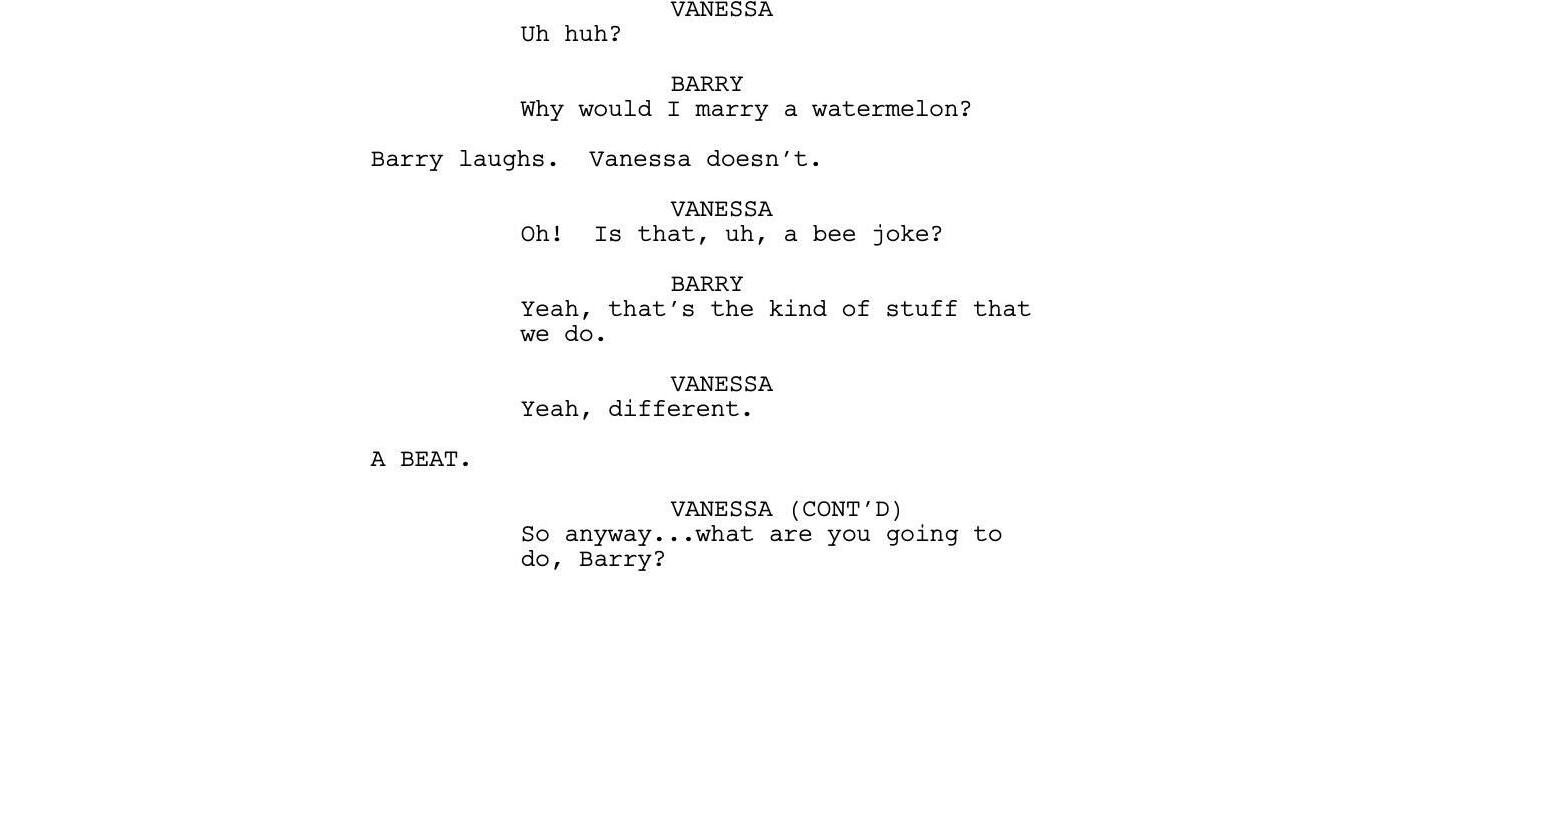 VANESSA
Uh huh?
BARRY
Why would I marry a watermelon?
Barry laughs.  Vanessa doesn't.
VANESSA
Oh!  Is that, uh, a bee joke?
BARRY
Yeah, that's the kind of stuff that
we do.
VANESSA
Yeah, different.
A BEAT.
VANESSA (CONT'D)
So anyway...what are you going to
do, Barry?